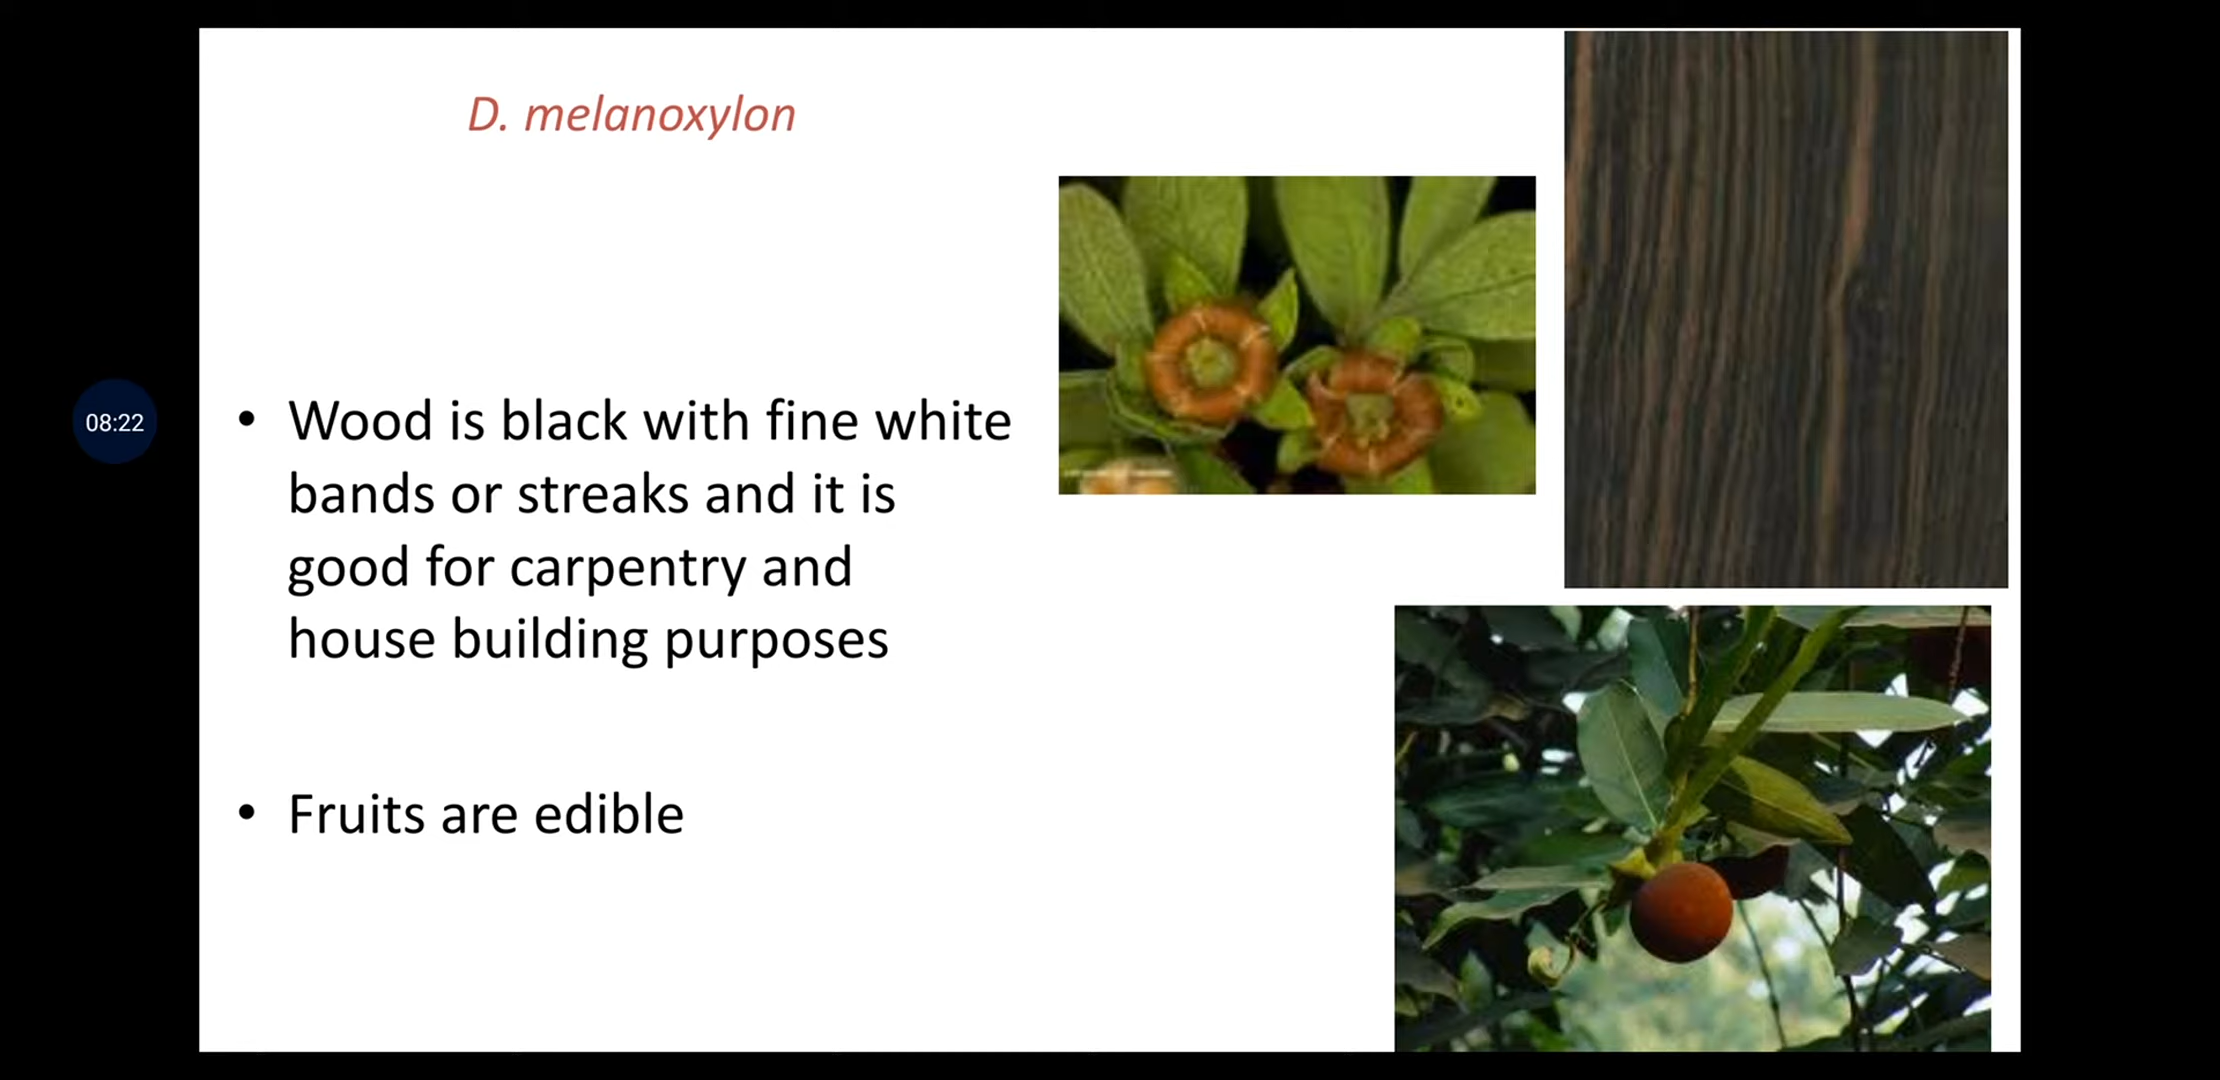 D. melanoxylon
08:22
• Wood is black with fine white
bands or streaks and it is
good for carpentry and
house building purposes
• Fruits are edible